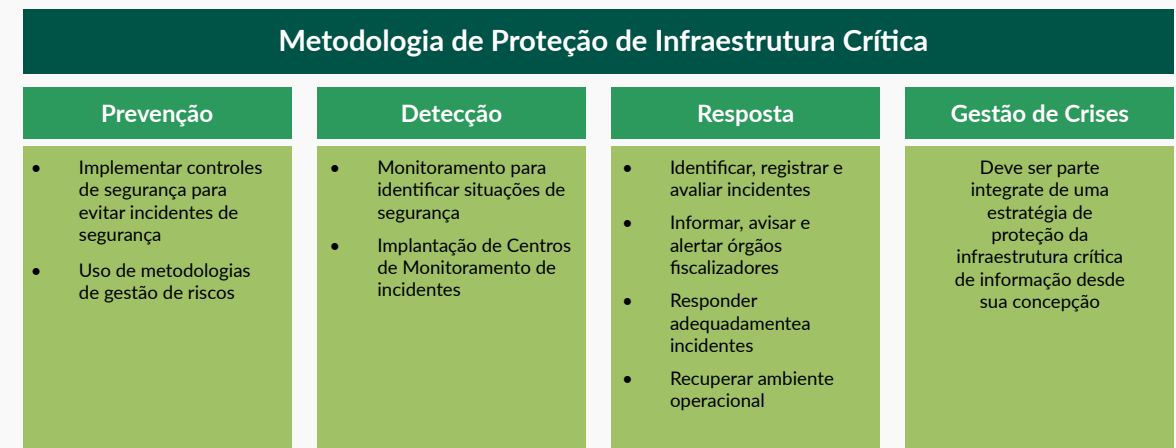 Metodologia de Proteção de Infraestrutura Crítica
Prevenção
• Implementar controles
de segurança para
evitar incidentes de
segurança
• Uso de metodologias
de gestão de riscos
Detecção
• Monitoramento para
identificar situações de
segurança
• Implantação de Centros
de Monitoramento de
incidentes
Resposta
• Identificar, registrar e
avaliar incidentes
• Informar, avisar e
alertar órgãos
fiscalizadores
• Responder
adequadamentea
incidentes
• Recuperar ambiente
operacional
Gestão de Crises
Deve ser parte
integrate de uma
estratégia de
proteção da
infraestrutura crítica
de informação desde
sua concepção